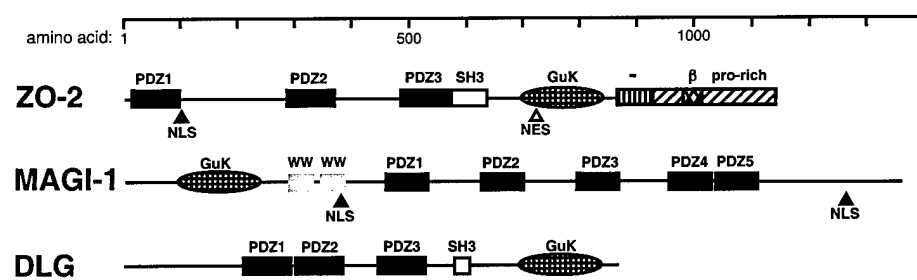 amino acid: 1 500 1000
PDZ1 PDZ2 PDZ3 SH3 GuK - β pro-rich
ZO-2
NLS NES
GuK WW WW PDZ1 PDZ2 PDZ3 PDZ4 PDZ5
MAGI-1
NLS NLS
PDZ1 PDZ2 PDZ3 SH3 GuK
DLG